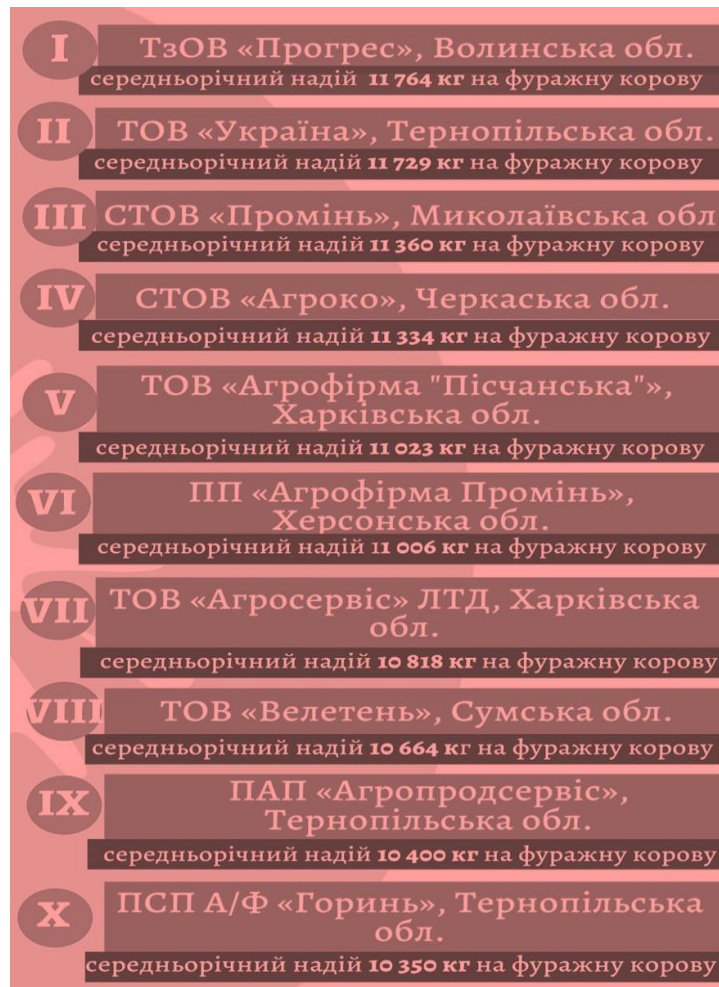 I
ТзОВ «Прогрес», Волинська обл.
середньорічний надій 11 764 кг на фуражну корову
II
ТОВ «Україна», Тернопільська обл.
середньорічний надій 11 729 кг на фуражну корову
III
СТОВ «Промінь», Миколаївська обл
середньорічний надій 11 360 кг на фуражну корову
IV
СТОВ «Агроко», Черкаська обл.
середньорічний надій 11 334 кг на фуражну корову
V
ТОВ «Агрофірма "Пісчанська"»,
Харківська обл.
середньорічний надій 11 023 кг на фуражну корову
VI
ПП «Агрофірма Промінь»,
Херсонська обл.
середньорічний надій 11 006 кг на фуражну корову
VII
ТОВ «Агросервіс» ЛТД, Харківська
обл.
середньорічний надій 10 818 кг на фуражну корову
VIII
ТОВ «Велетень», Сумська обл.
середньорічний надій 10 664 кг на фуражну корову
IX
ПАП «Агропродсервіс»,
Тернопільська обл.
середньорічний надій 10 400 кг на фуражну корову
X
ПСП А/Ф «Горинь», Тернопільська
обл.
середньорічний надій 10 350 кг на фуражну корову